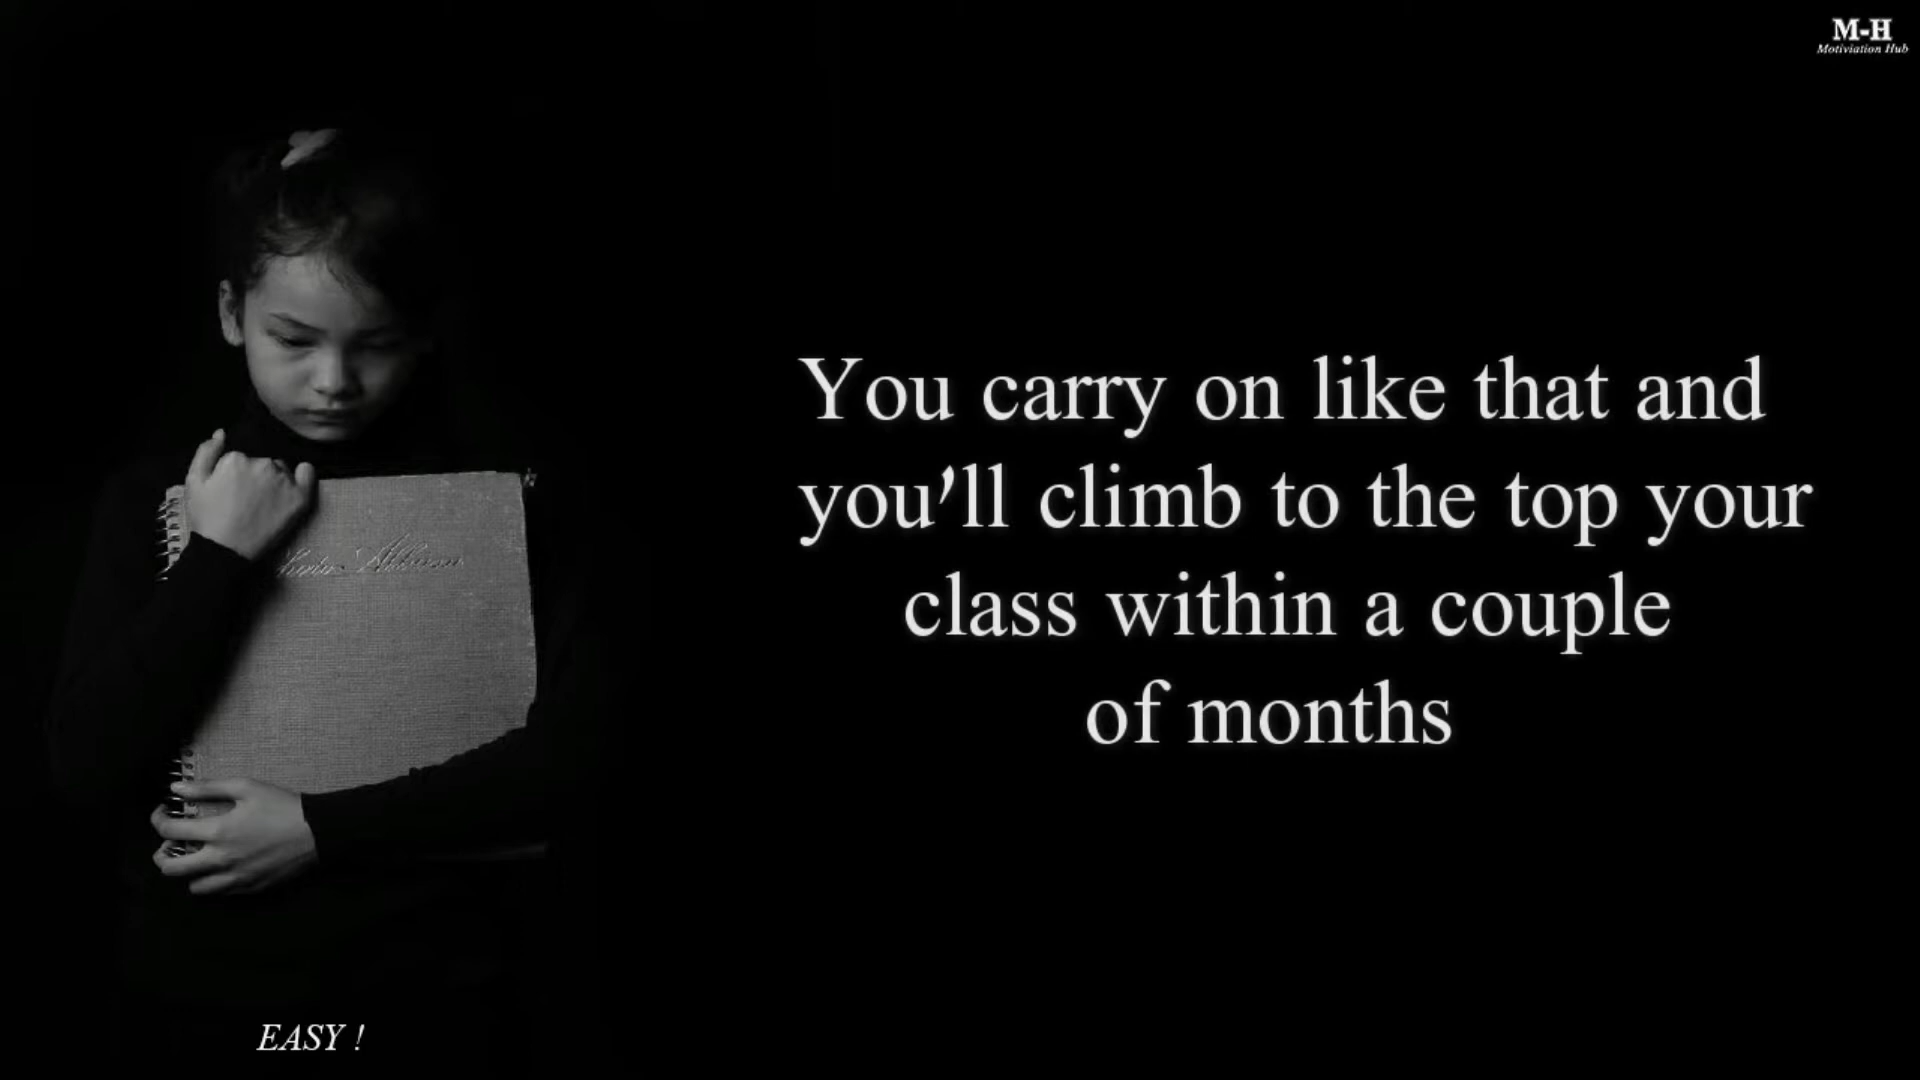 M-H
Motiviation Hub
You carry on like that and
you'll climb to the top your
class within a couple
of months
EASY !